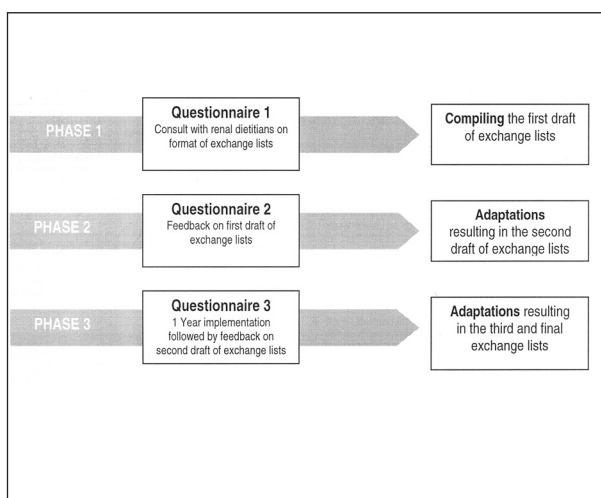 PHASE 1
Questionnaire 1
Consult with renal dietitians on
format of exchange lists
Compiling the first draft
of exchange lists
PHASE 2
Questionnaire 2
Feedback on first draft of
exchange lists
Adaptations
resulting in the second
draft of exchange lists
PHASE 3
Questionnaire 3
1 Year implementation
followed by feedback on
second draft of exchange lists
Adaptations resulting
in the third and final
exchange lists